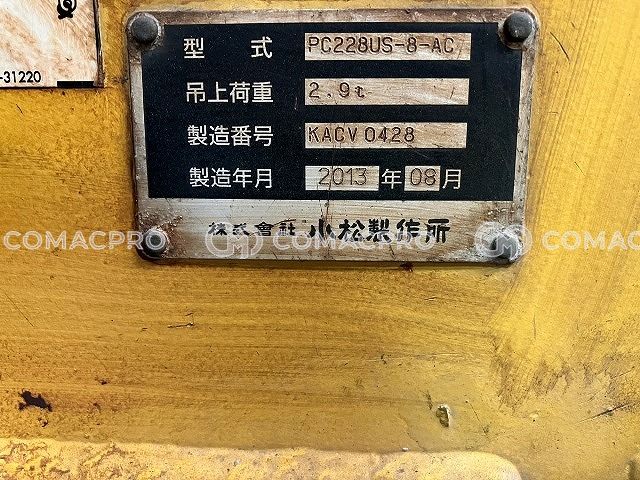 -31220
型式 PC228US-8-AC
吊上荷重 2.9t
製造番号 KACV0428
製造年月 2013年08月
株式會社 小松製作所
COMACPRO COMACPRO COMAC